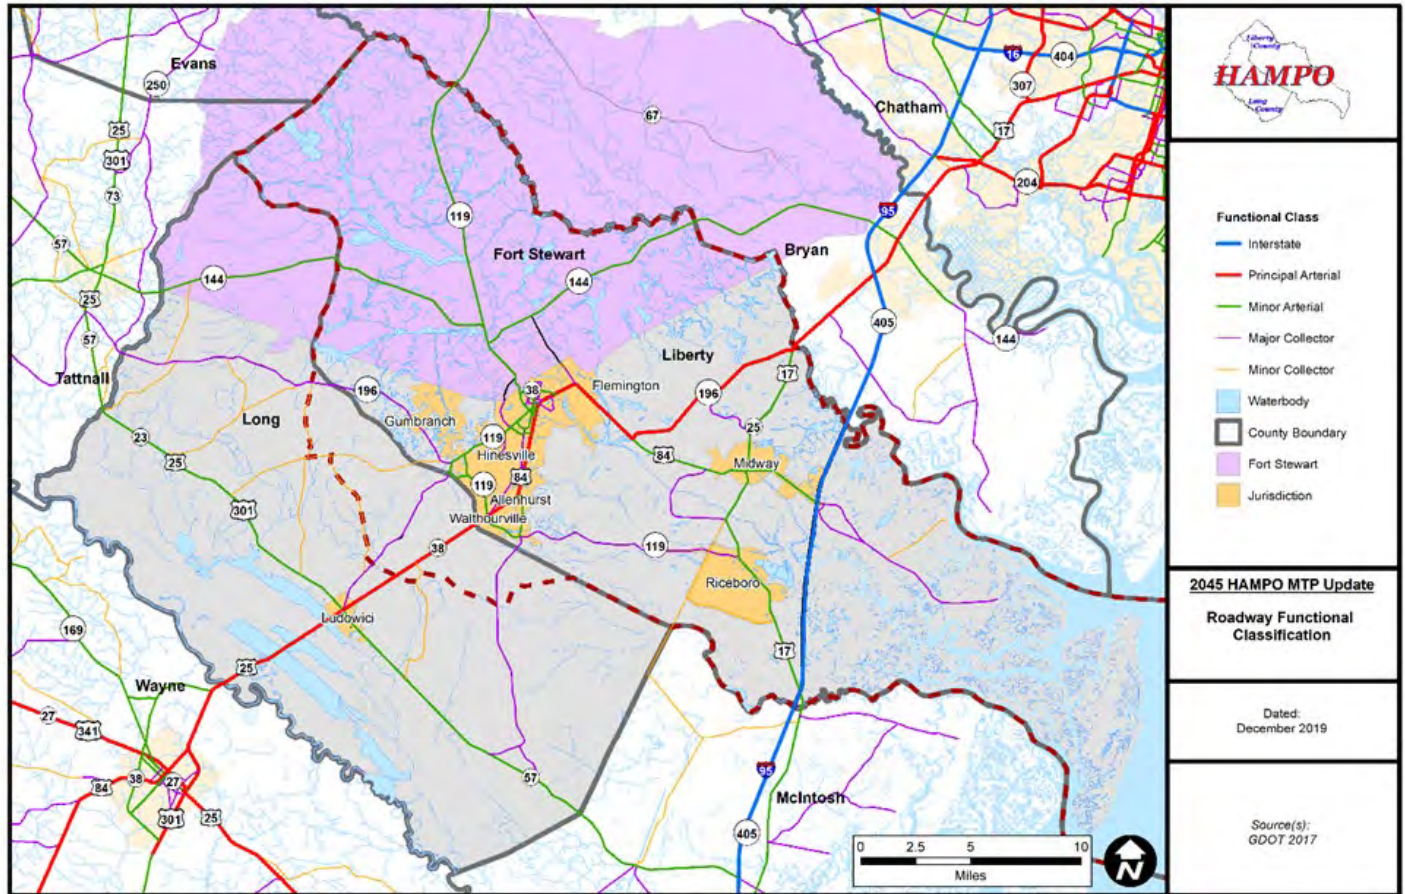 Evans
250
25
301
73
57
25
57
Tattnall
144
119
67
Fort Stewart
144
Bryan
Chatham
16
404
307
17
204
95
405
144
Liberty
17
196
Flemington
38
196
Gumbranch
Long
119
Hinesville
84
119
Allenhurst
Walthourville
84
25
Midway
23
25
301
38
119
Riceboro
Ludowici
17
169
25
Wayne
27
341
84
38
27
301
25
57
95
McIntosh
405
0 2.5 5 10
Miles
N
Liberty
County
HAMPO
Long
County
Functional Class
Interstate
Principal Arterial
Minor Arterial
Major Collector
Minor Collector
Waterbody
County Boundary
Fort Stewart
Jurisdiction
2045 HAMPO MTP Update
Roadway Functional
Classification
Dated:
December 2019
Source(s):
GDOT 2017